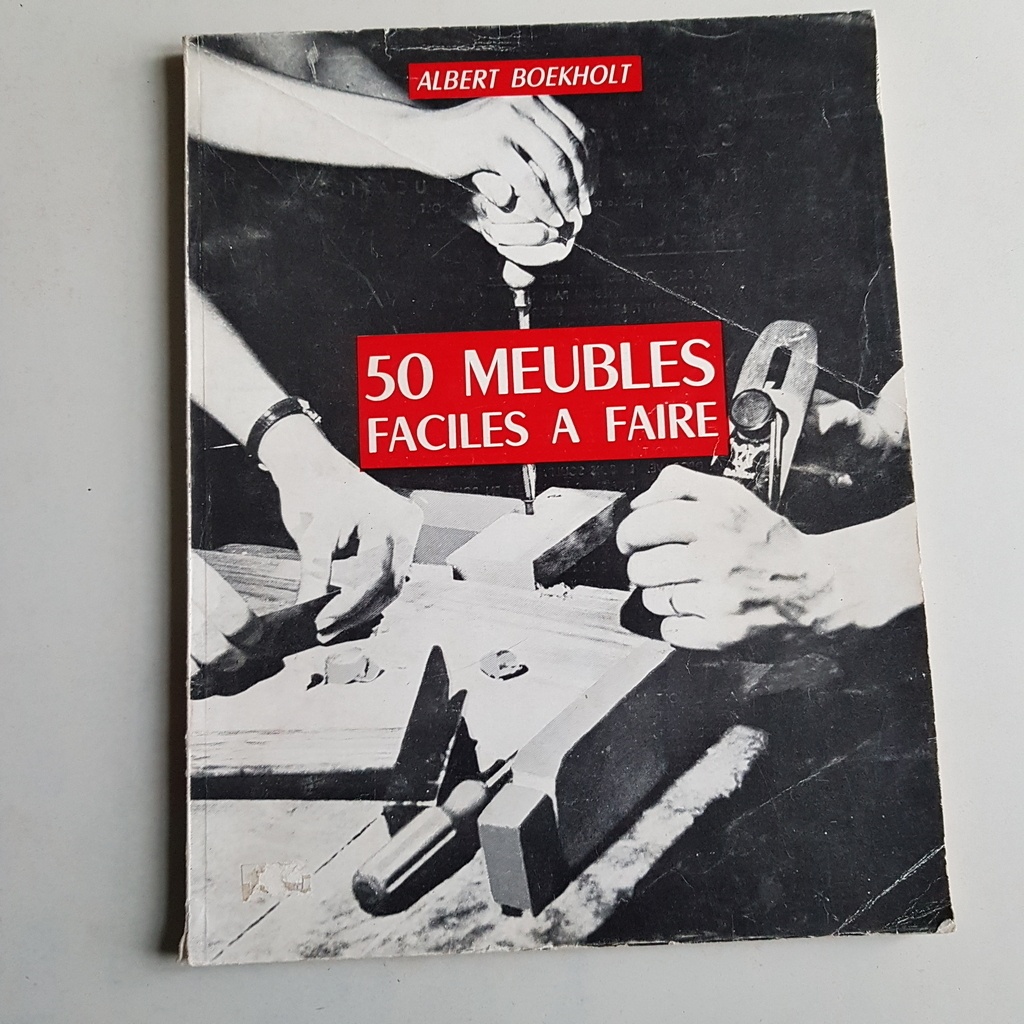 ALBERT BOEKHOLT
50 MEUBLES
FACILES A FAIRE